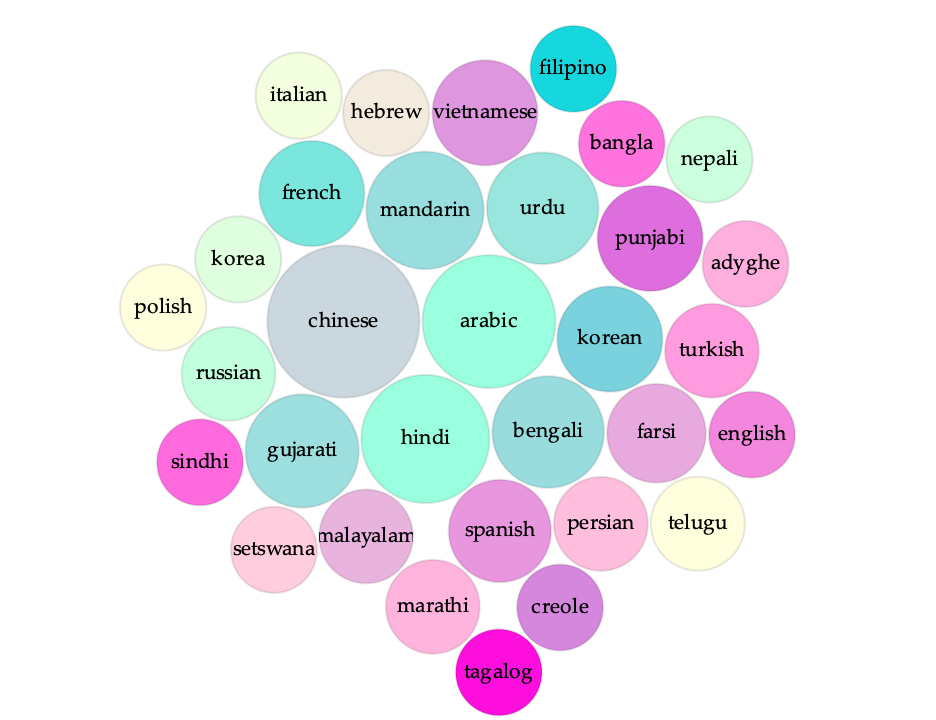 filipino
italian
hebrew
vietnamese
bangla
nepali
french
mandarin
urdu
punjabi
korea
adyghe
polish
chinese
arabic
korean
turkish
russian
sindhi
gujarati
hindi
bengali
farsi
english
setswana
malayalam
spanish
persian
telugu
marathi
creole
tagalog